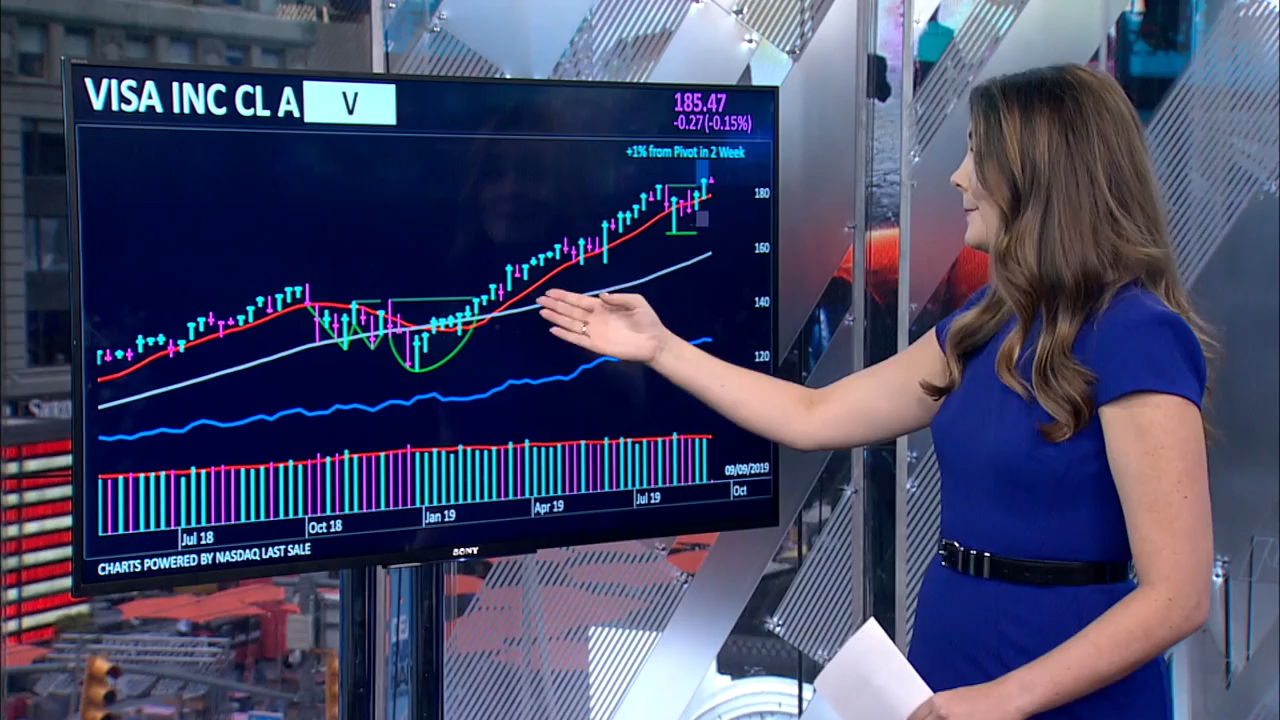 VISA INC CL A V
185.47
-0.27(-0.15%)
+1% from Pivot in 2 Week
180
160
140
120
09/09/2019
Jul 18 Oct 18 Jan 19 Apr 19 Jul 19 Oct
CHARTS POWERED BY NASDAQ LAST SALE
SONY